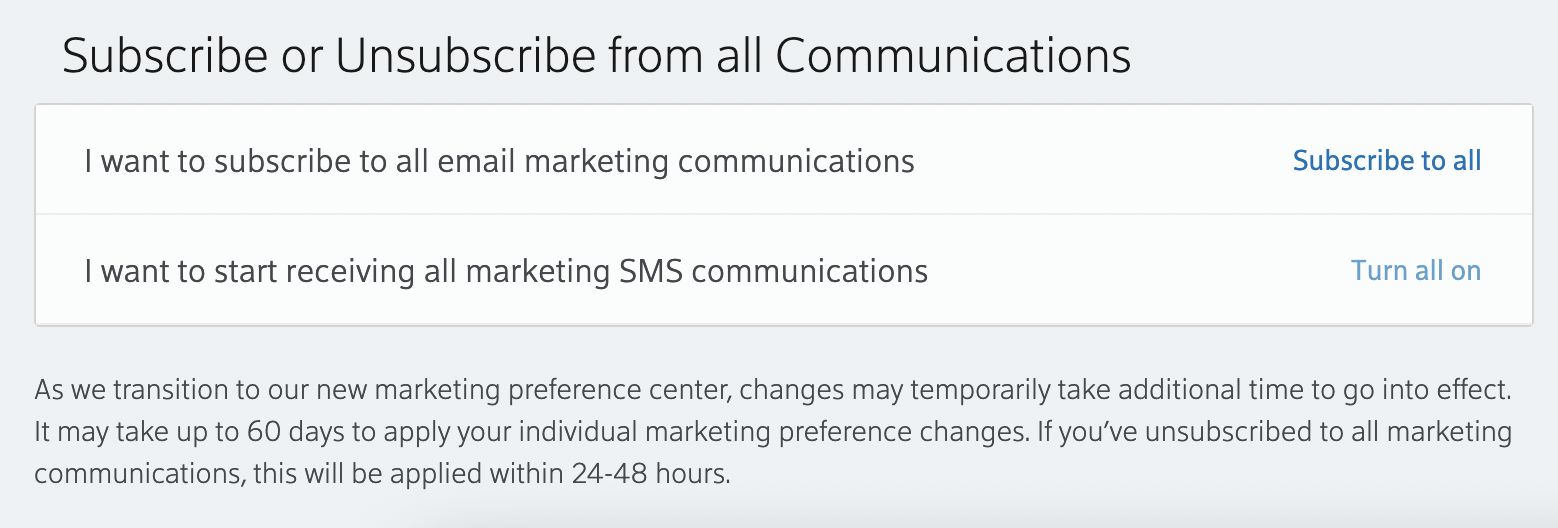 Subscribe or Unsubscribe from all Communications
I want to subscribe to all email marketing communications
Subscribe to all
I want to start receiving all marketing SMS communications
Turn all on
As we transition to our new marketing preference center, changes may temporarily take additional time to go into effect.
It may take up to 60 days to apply your individual marketing preference changes. If you’ve unsubscribed to all marketing
communications, this will be applied within 24-48 hours.